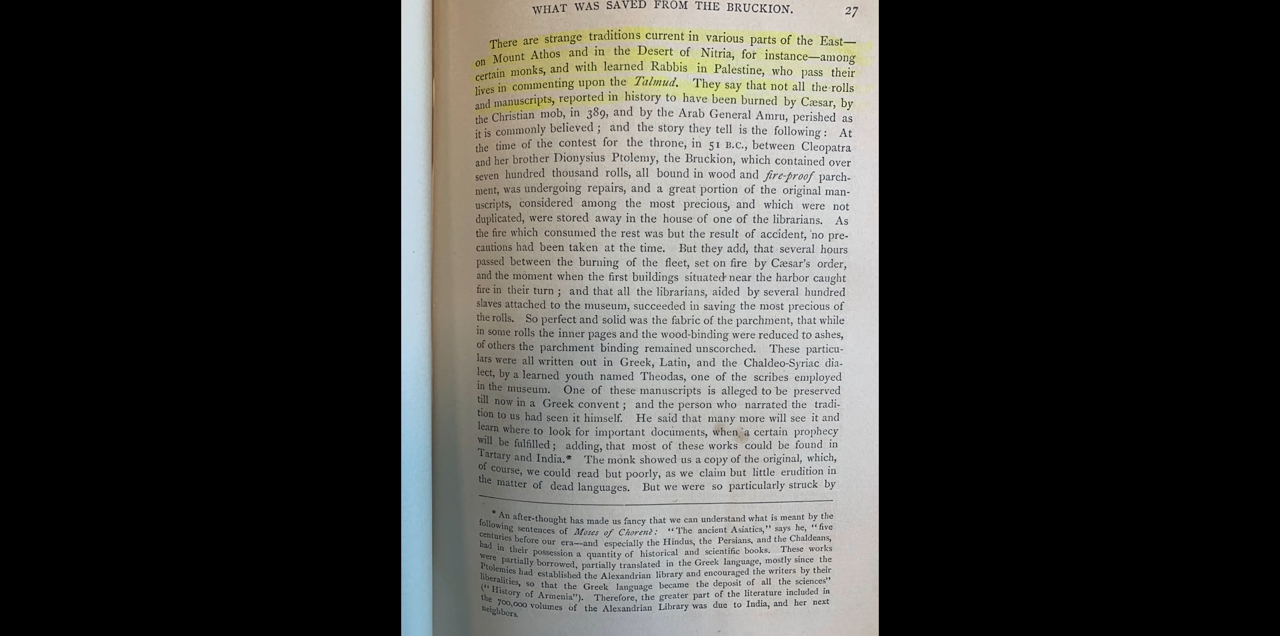 WHAT WAS SAVED FROM THE BRUCKION. 27
There are strange traditions current in various parts of the East—
on Mount Athos and in the Desert of Nitria, for instance—among
certain monks, and with learned Rabbis in Palestine, who pass their
lives in commenting upon the Talmud. They say that not all the rolls
and manuscripts, reported in history to have been burned by Cæsar, by
the Christian mob, in 389, and by the Arab General Amru, perished as
it is commonly believed; and the story they tell is the following: At
the time of the contest for the throne, in 51 B.C., between Cleopatra
and her brother Dionysius Ptolemy, the Bruckion, which contained over
seven hundred thousand rolls, all bound in wood and fire-proof parch-
ment, was undergoing repairs, and a great portion of the original man-
uscripts, considered among the most precious, and which were not
duplicated, were stored away in the house of one of the librarians. As
the fire which consumed the rest was but the result of accident, no pre-
cautions had been taken at the time. But they add, that several hours
passed between the burning of the fleet, set on fire by Cæsar's order,
and the moment when the first buildings situated near the harbor caught
fire in their turn; and that all the librarians, aided by several hundred
slaves attached to the museum, succeeded in saving the most precious of
the rolls. So perfect and solid was the fabric of the parchment, that while
in some rolls the inner pages and the wood-binding were reduced to ashes,
of others the parchment binding remained unscorched. These particu-
lars were all written out in Greek, Latin, and the Chaldeo-Syriac dia-
lect, by a learned youth named Theodas, one of the scribes employed
in the museum. One of these manuscripts is alleged to be preserved
till now in a Greek convent; and the person who narrated the tradi-
tion to us had seen it himself. He said that many more will see it and
learn where to look for important documents, when a certain prophecy
will be fulfilled; adding, that most of these works could be found in
Tartary and India.* The monk showed us a copy of the original, which,
of course, we could read but poorly, as we claim but little erudition in
the matter of dead languages. But we were so particularly struck by
* An after-thought has made us fancy that we can understand what is meant by the
following sentences of Moses of Chorenè: "The ancient Asiatics," says he, "five
centuries before our era—and especially the Hindus, the Persians, and the Chaldeans,
had in their possession a quantity of historical and scientific books. These works
were partially borrowed, partially translated in the Greek language, mostly since the
Ptolemies had established the Alexandrian library and encouraged the writers by their
liberalities, so that the Greek language became the deposit of all the sciences"
("History of Armenia"). Therefore, the greater part of the literature included in
the 700,000 volumes of the Alexandrian Library was due to India, and her next
neighbors.